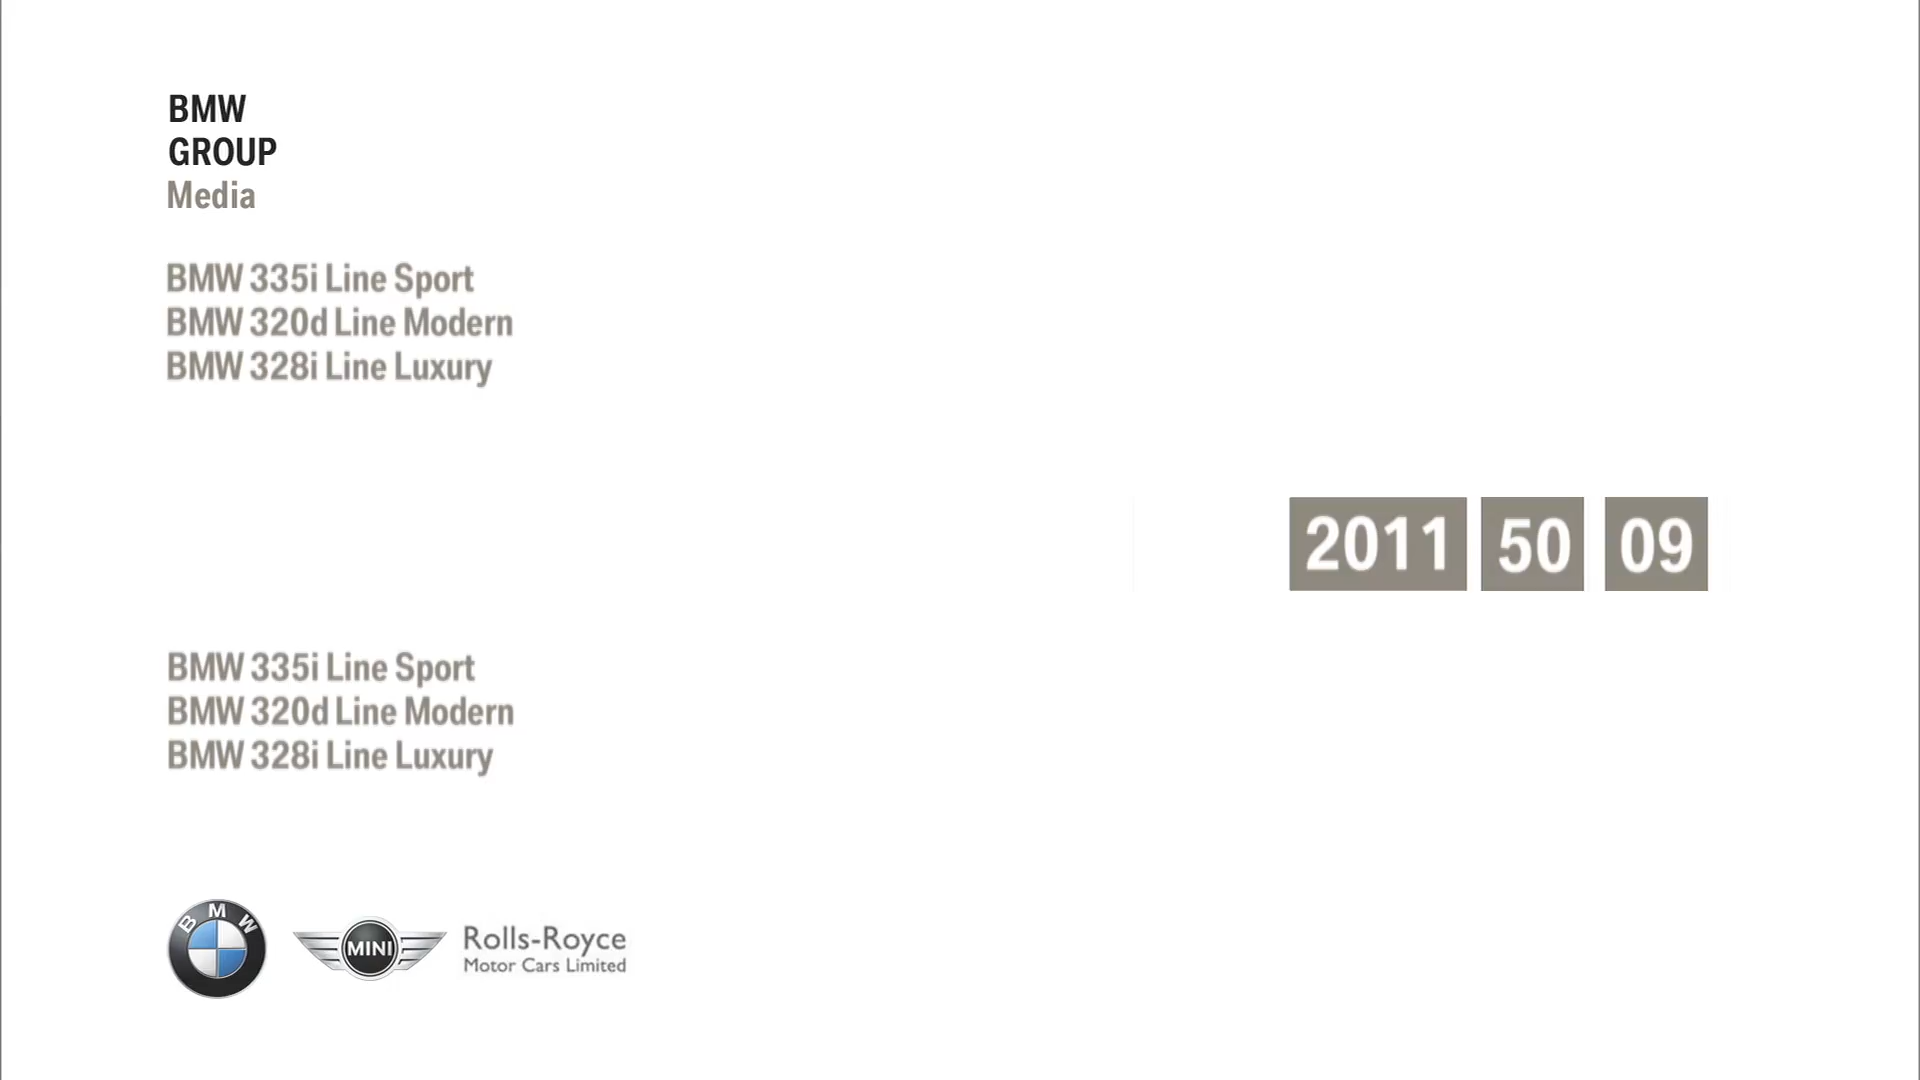 BMW
GROUP
Media
BMW 335i Line Sport
BMW 320d Line Modern
BMW 328i Line Luxury
2011 50 09
BMW 335i Line Sport
BMW 320d Line Modern
BMW 328i Line Luxury
BMW MINI Rolls-Royce
Motor Cars Limited